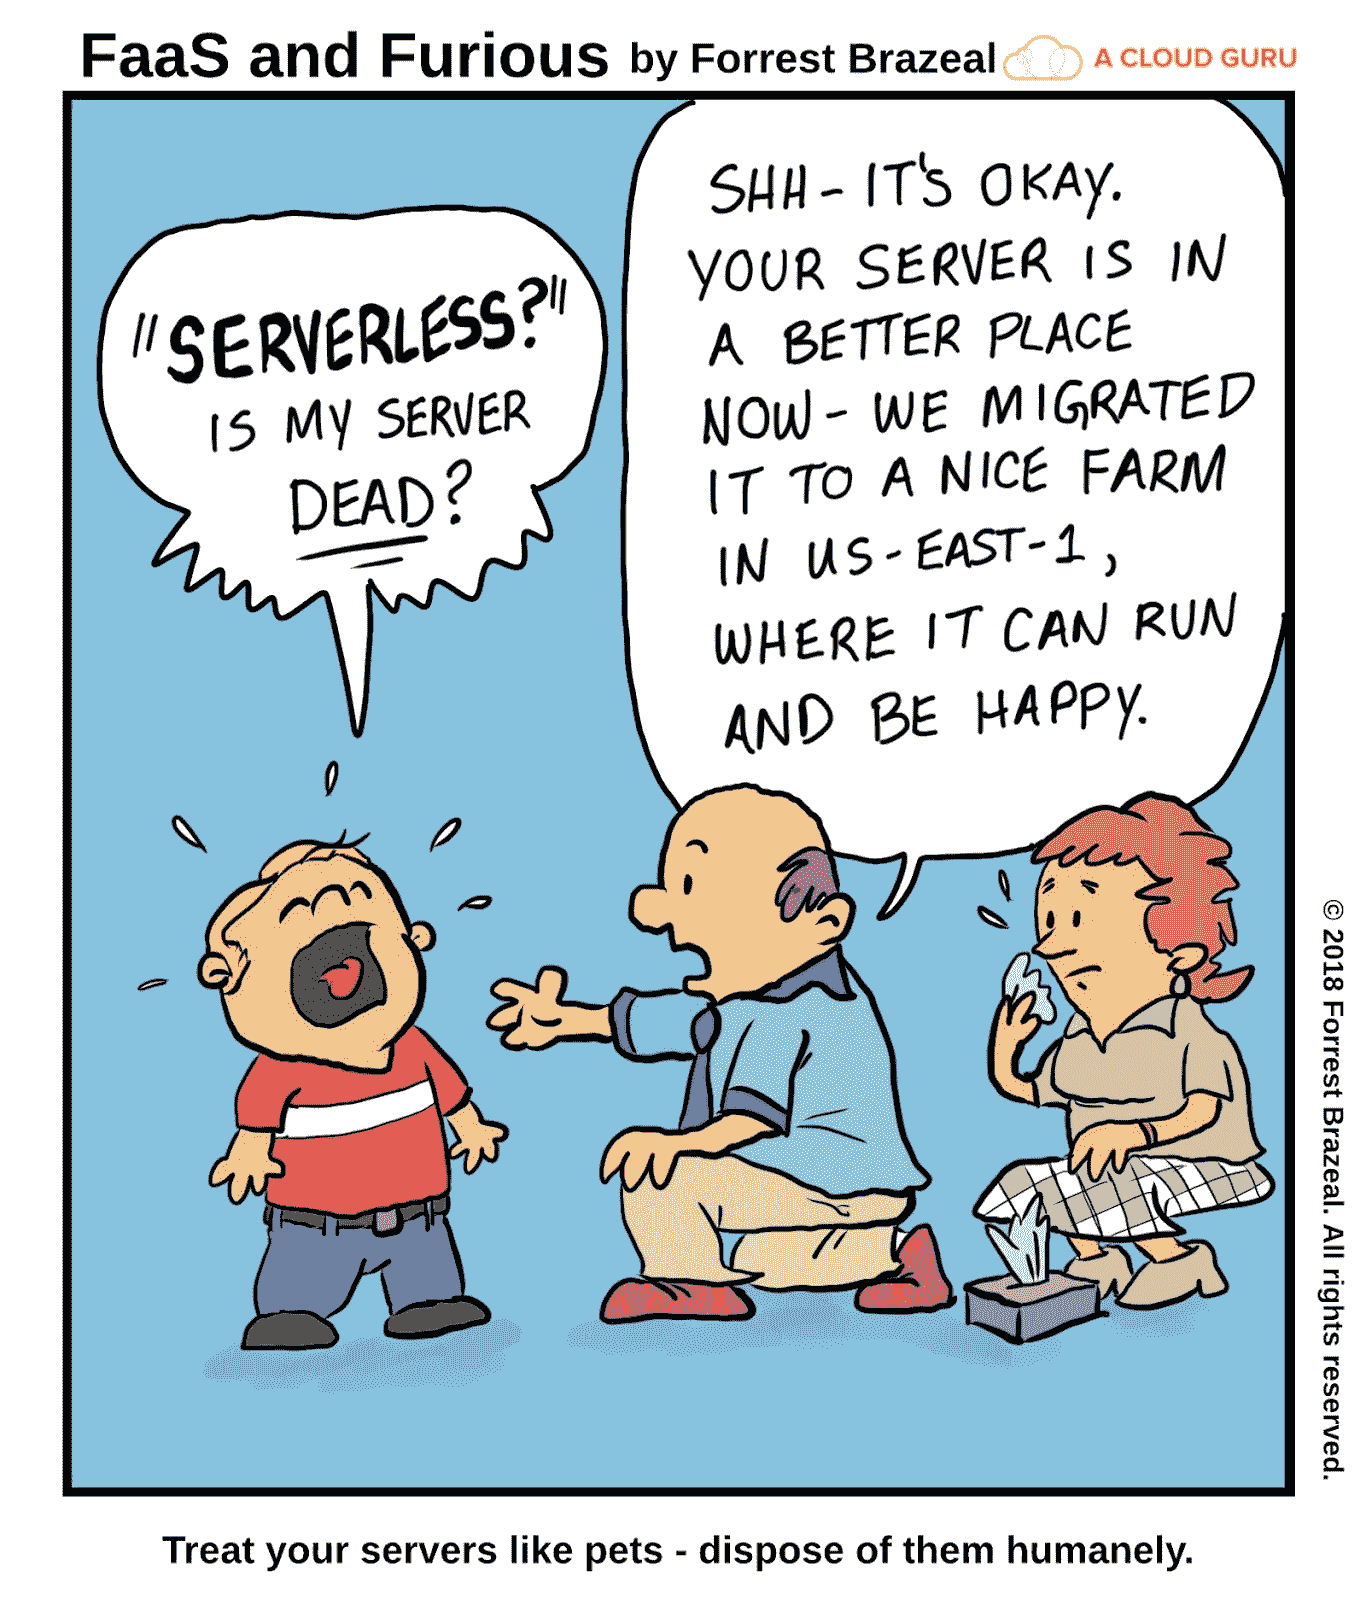 FaaS and Furious by Forrest Brazeal A CLOUD GURU
"SERVERLESS?"
IS MY SERVER
DEAD?
SHH - IT'S OKAY.
YOUR SERVER IS IN
A BETTER PLACE
NOW - WE MIGRATED
IT TO A NICE FARM
IN US-EAST-1,
WHERE IT CAN RUN
AND BE HAPPY.
© 2018 Forrest Brazeal. All rights reserved.
Treat your servers like pets - dispose of them humanely.